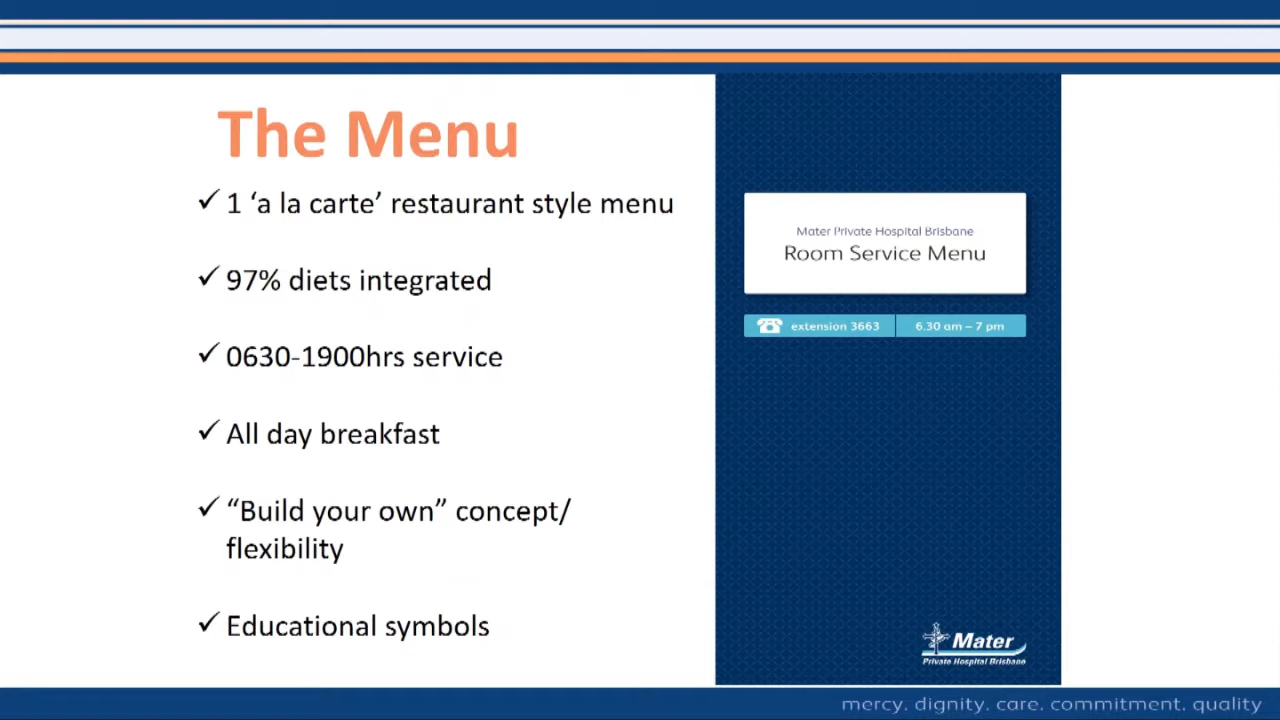 The Menu
1 ‘a la carte’ restaurant style menu
97% diets integrated
0630-1900hrs service
All day breakfast
“Build your own” concept/
flexibility
Educational symbols
Mater Private Hospital Brisbane
Room Service Menu
extension 3663
6.30 am – 7 pm
Mater
Private Hospital Brisbane
mercy. dignity. care. commitment. quality